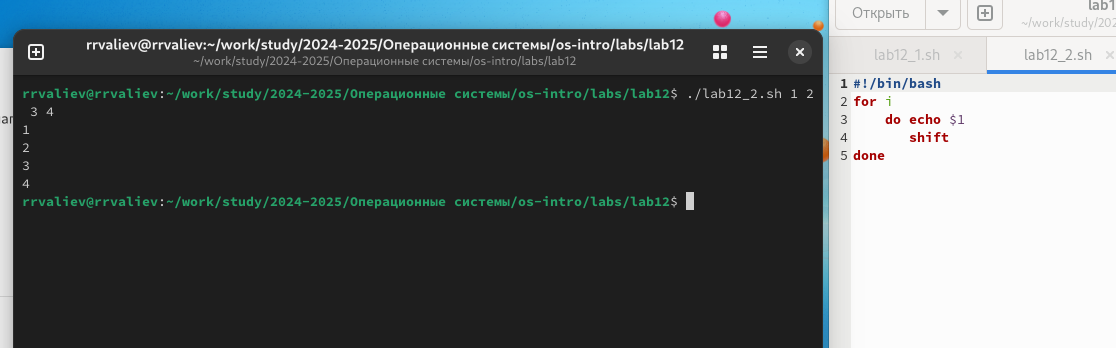 rrvaliev@rrvaliev:~/work/study/2024-2025/Операционные системы/os-intro/labs/lab12
~/work/study/2024-2025/Операционные системы/os-intro/labs/lab12
rrvaliev@rrvaliev:~/work/study/2024-2025/Операционные системы/os-intro/labs/lab12$ ./lab12_2.sh 1 2
3 4
1
2
3
4
rrvaliev@rrvaliev:~/work/study/2024-2025/Операционные системы/os-intro/labs/lab12$
Открыть
lab12_1.sh
lab12_2.sh
1 #!/bin/bash
2 for i
3     do echo $1
4        shift
5 done